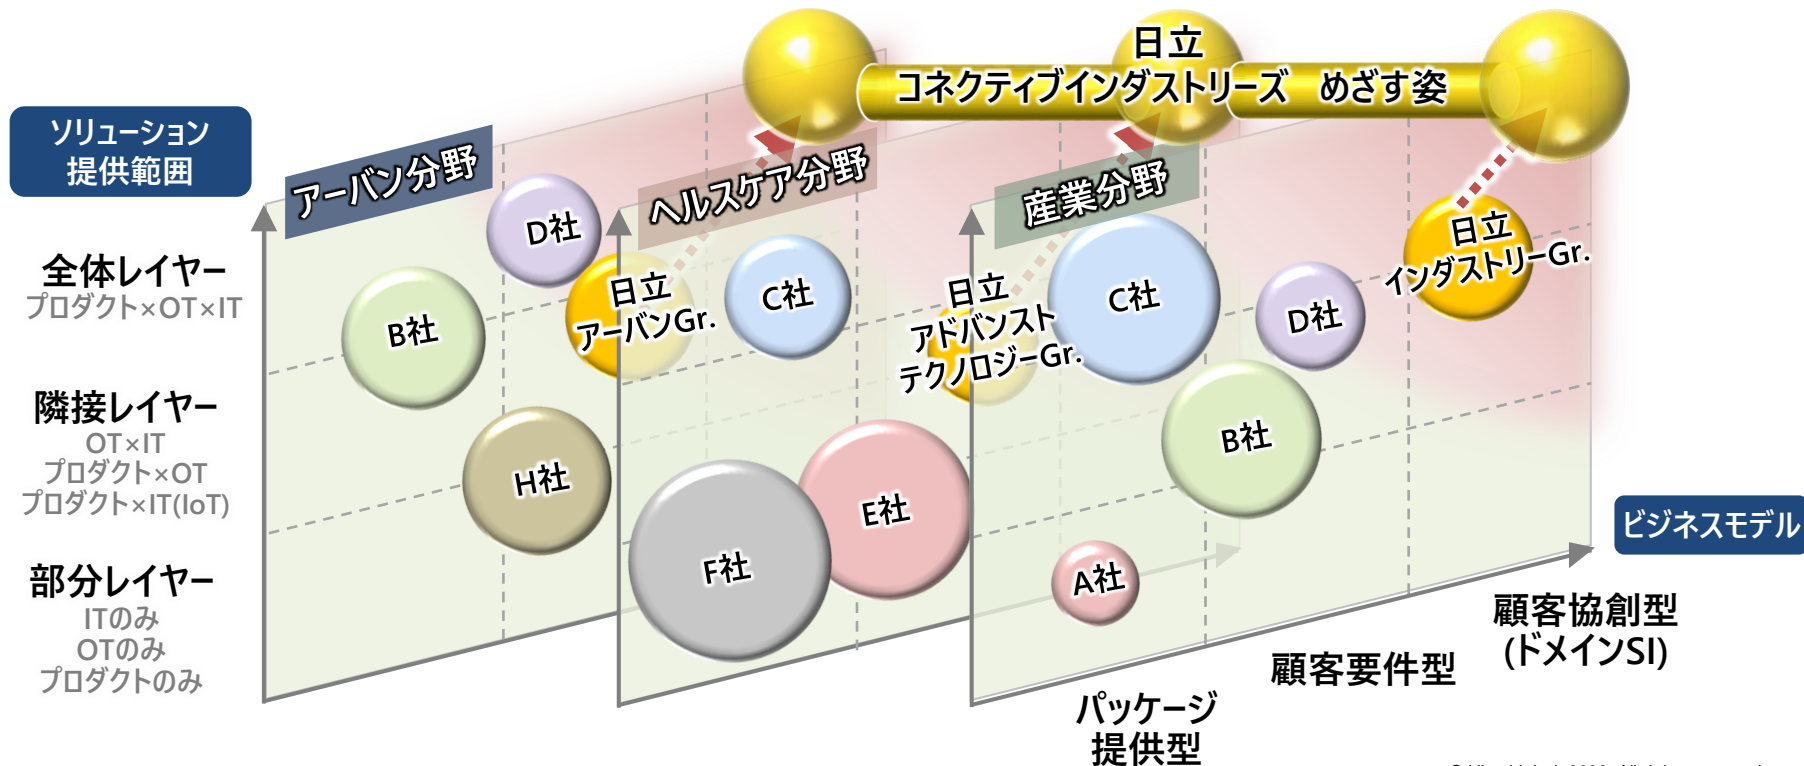 日立
コネクティブインダストリーズ めざす姿
ソリューション
提供範囲
アーバン分野
ヘルスケア分野
産業分野
全体レイヤー
プロダクト×OT×IT
隣接レイヤー
OT×IT
プロダクト×OT
プロダクト×IT(IoT)
部分レイヤー
ITのみ
OTのみ
プロダクトのみ
B社
D社
日立
アーバンGr.
H社
C社
日立
アドバンスト
テクノロジーGr.
F社
E社
C社
D社
日立
インダストリーGr.
B社
A社
ビジネスモデル
パッケージ
提供型
顧客要件型
顧客協創型
(ドメインSI)